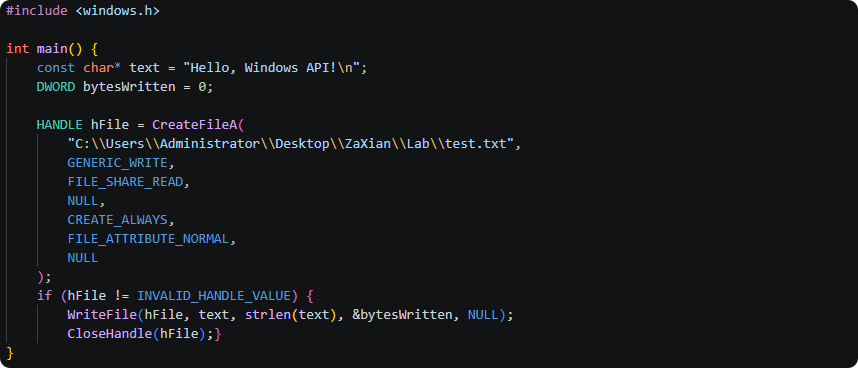 #include <windows.h>
int main() {
const char* text = "Hello, Windows API!\n";
DWORD bytesWritten = 0;
HANDLE hFile = CreateFileA(
"C:\\Users\\Administrator\\Desktop\\ZaXian\\Lab\\test.txt",
GENERIC_WRITE,
FILE_SHARE_READ,
NULL,
CREATE_ALWAYS,
FILE_ATTRIBUTE_NORMAL,
NULL
);
if (hFile != INVALID_HANDLE_VALUE) {
WriteFile(hFile, text, strlen(text), &bytesWritten, NULL);
CloseHandle(hFile);}
}